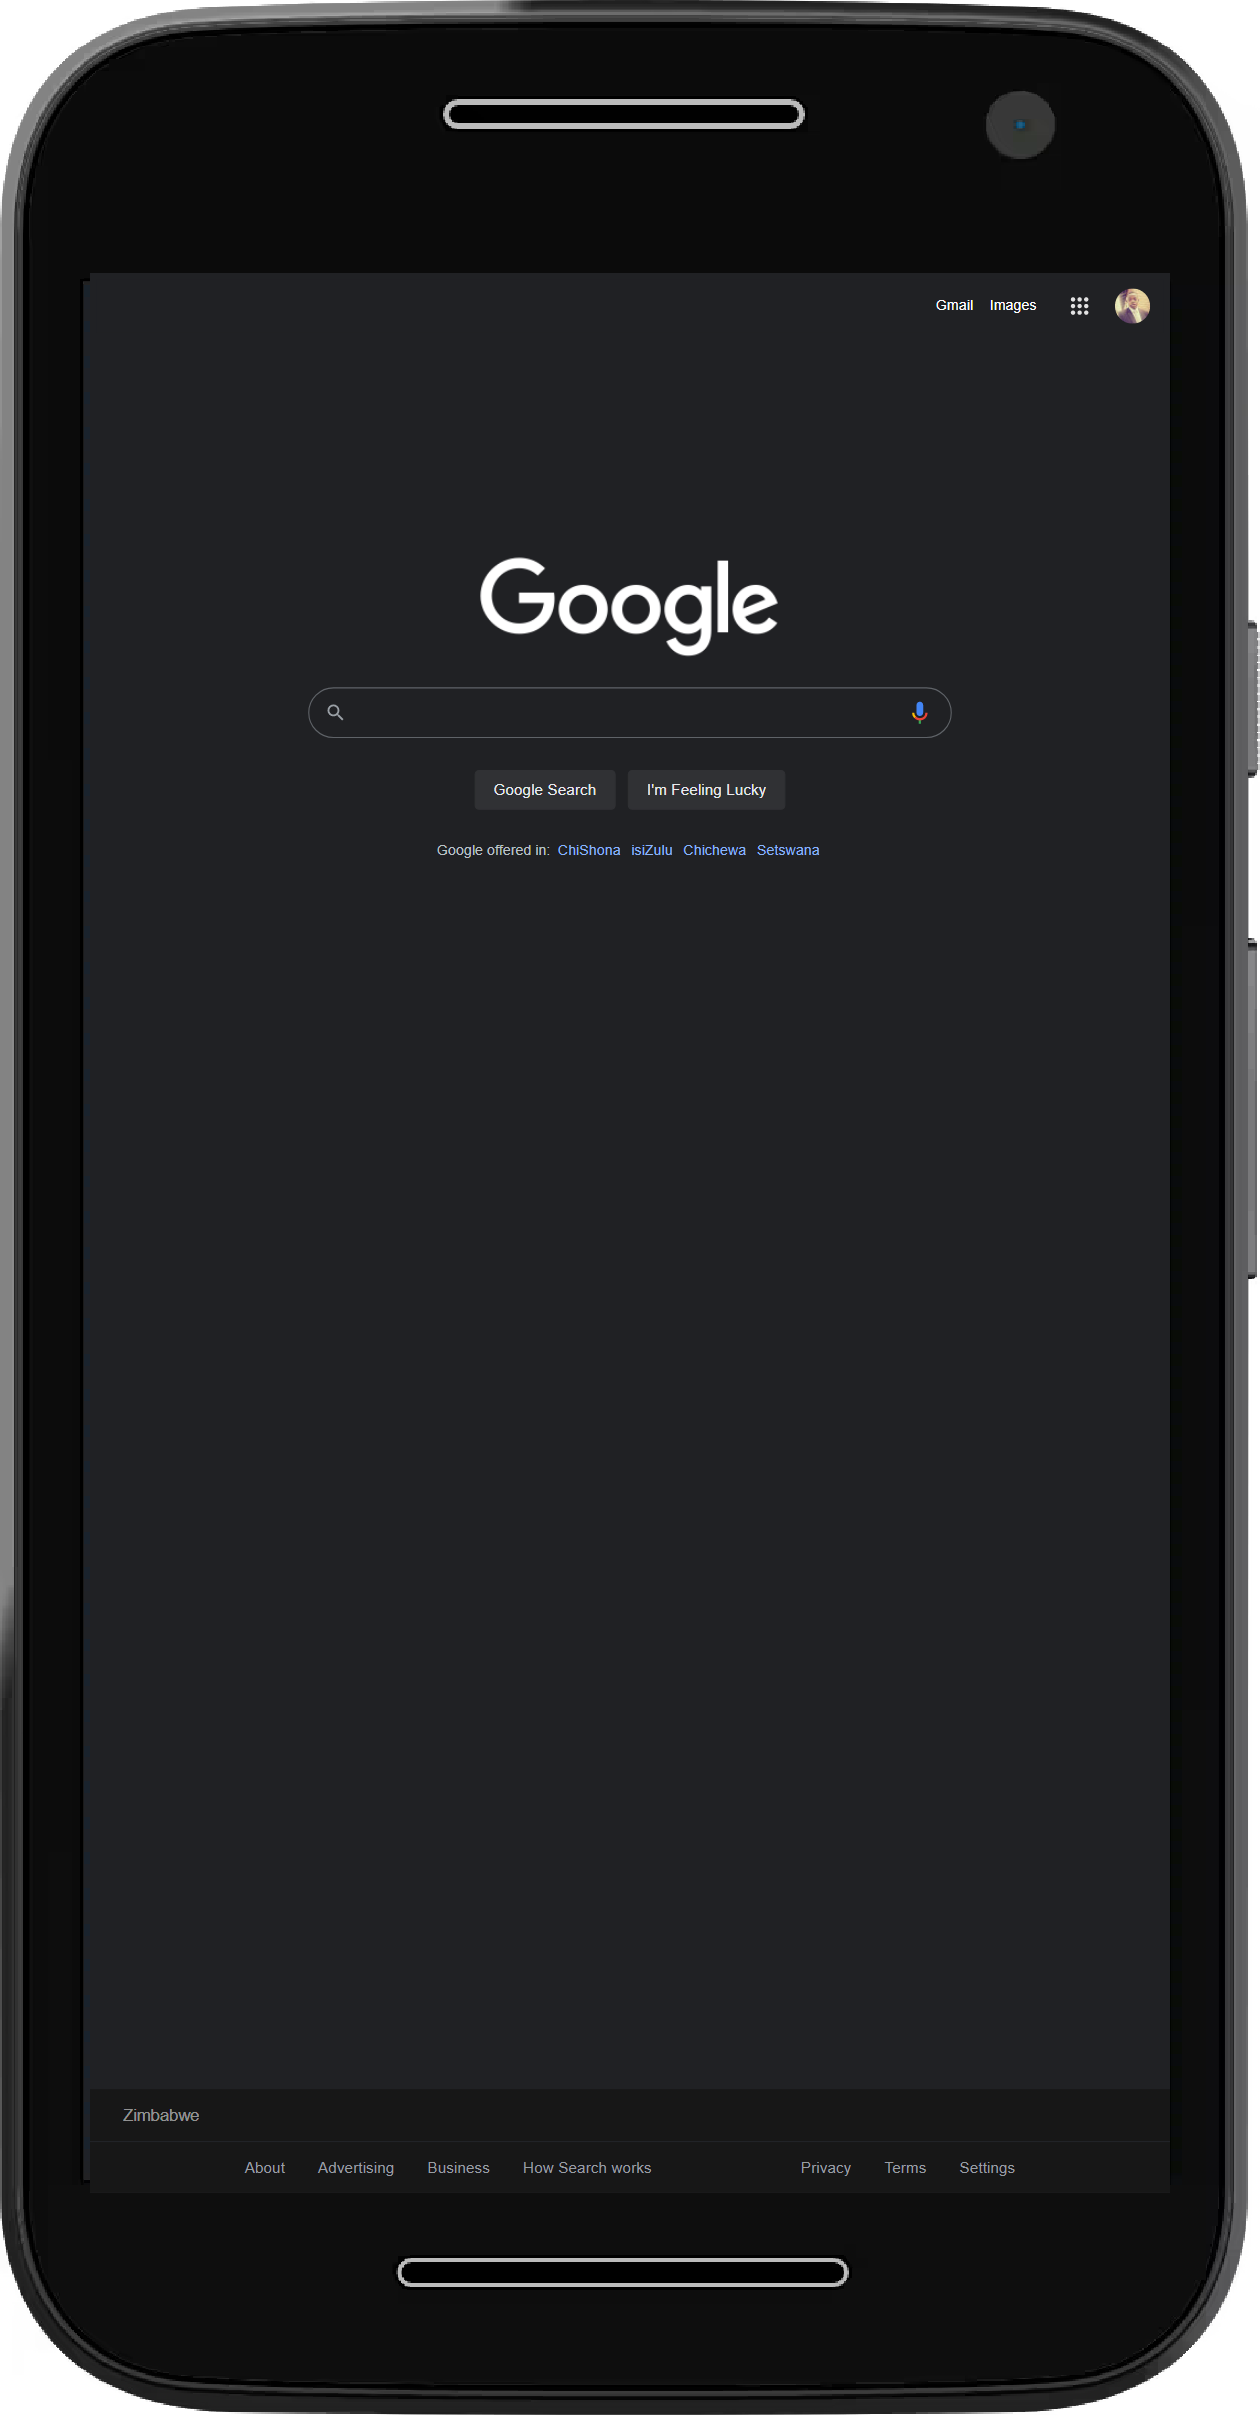 Gmail Images
Google
Google Search I'm Feeling Lucky
Google offered in: ChiShona isiZulu Chichewa Setswana
Zimbabwe
About Advertising Business How Search works Privacy Terms Settings